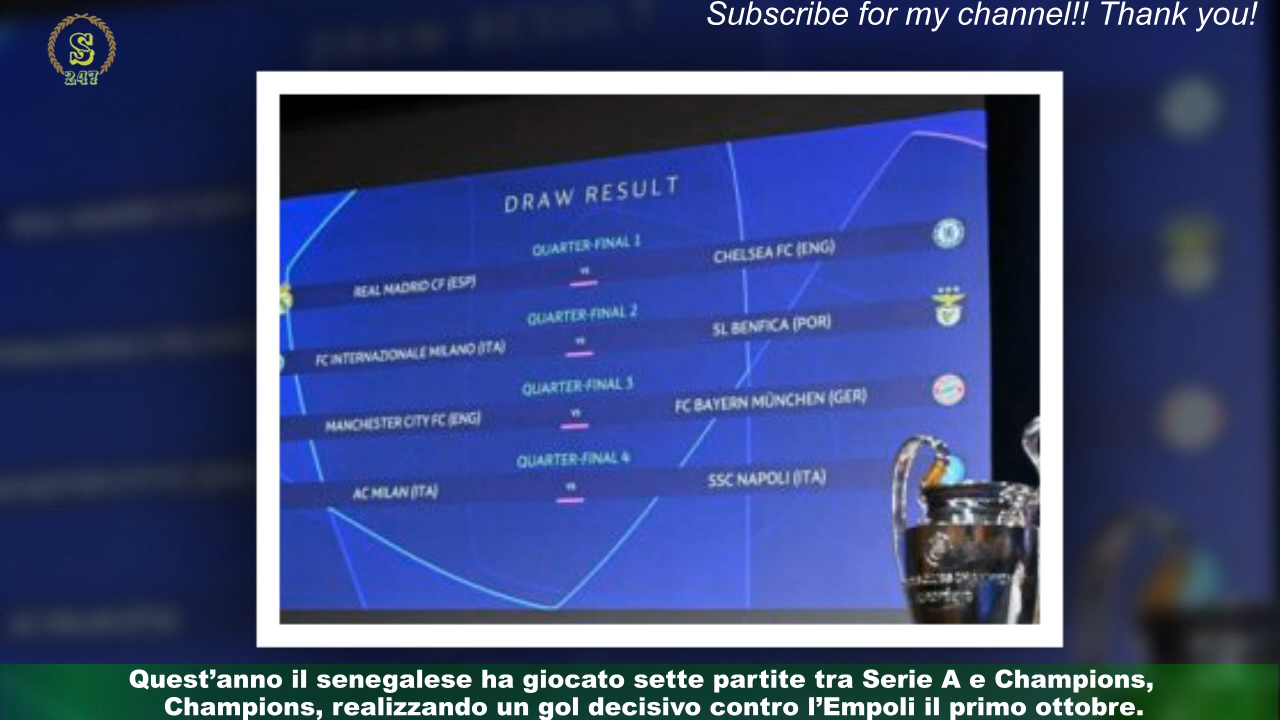 Subscribe for my channel!! Thank you!
S
247
DRAW RESULT
QUARTER-FINAL 1
REAL MADRID CF (ESP)
vs
CHELSEA FC (ENG)
QUARTER-FINAL 2
FC INTERNAZIONALE MILANO (ITA)
vs
SL BENFICA (POR)
QUARTER-FINAL 3
MANCHESTER CITY FC (ENG)
vs
FC BAYERN MÜNCHEN (GER)
QUARTER-FINAL 4
AC MILAN (ITA)
vs
SSC NAPOLI (ITA)
Quest’anno il senegalese ha giocato sette partite tra Serie A e Champions,
Champions, realizzando un gol decisivo contro l’Empoli il primo ottobre.